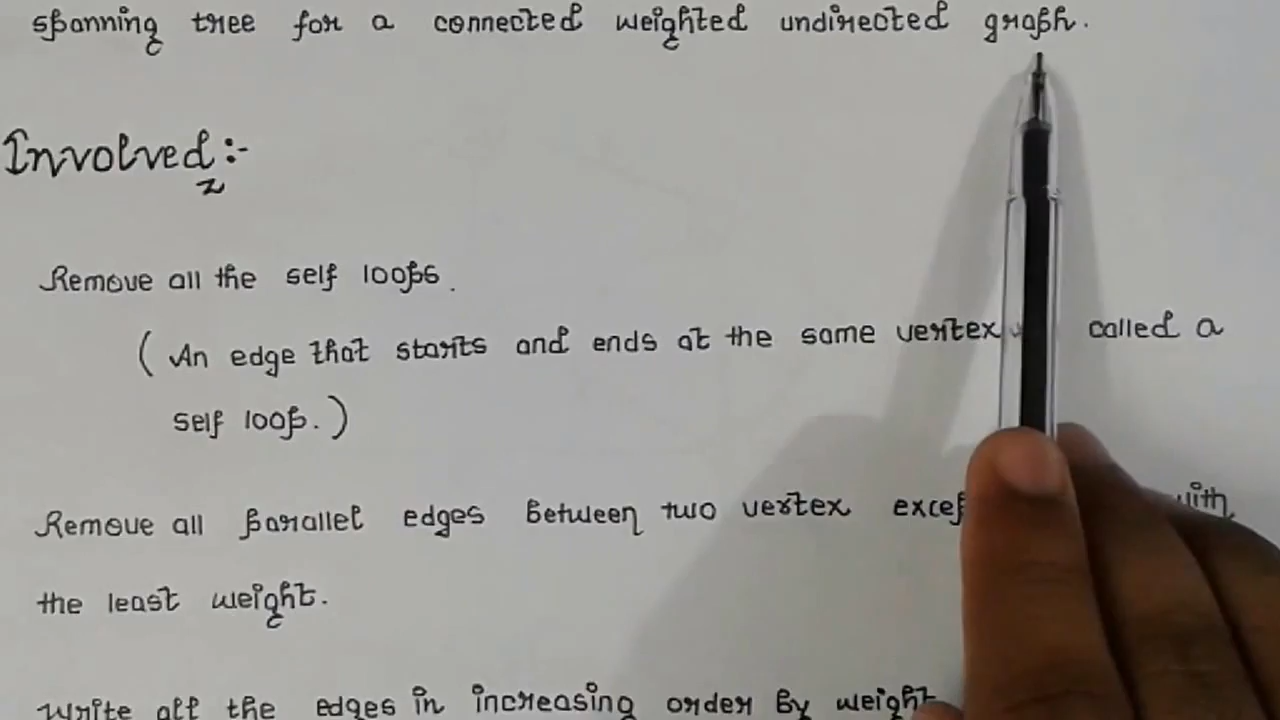 spanning tree for a connected weighted undirected graph.
Involved :-
Remove all the self loops.
( An edge that starts and ends at the same vertex called a
self loop. )
Remove all parallel edges between two vertex with
the least weight.
Write all the edges in increasing order by weight